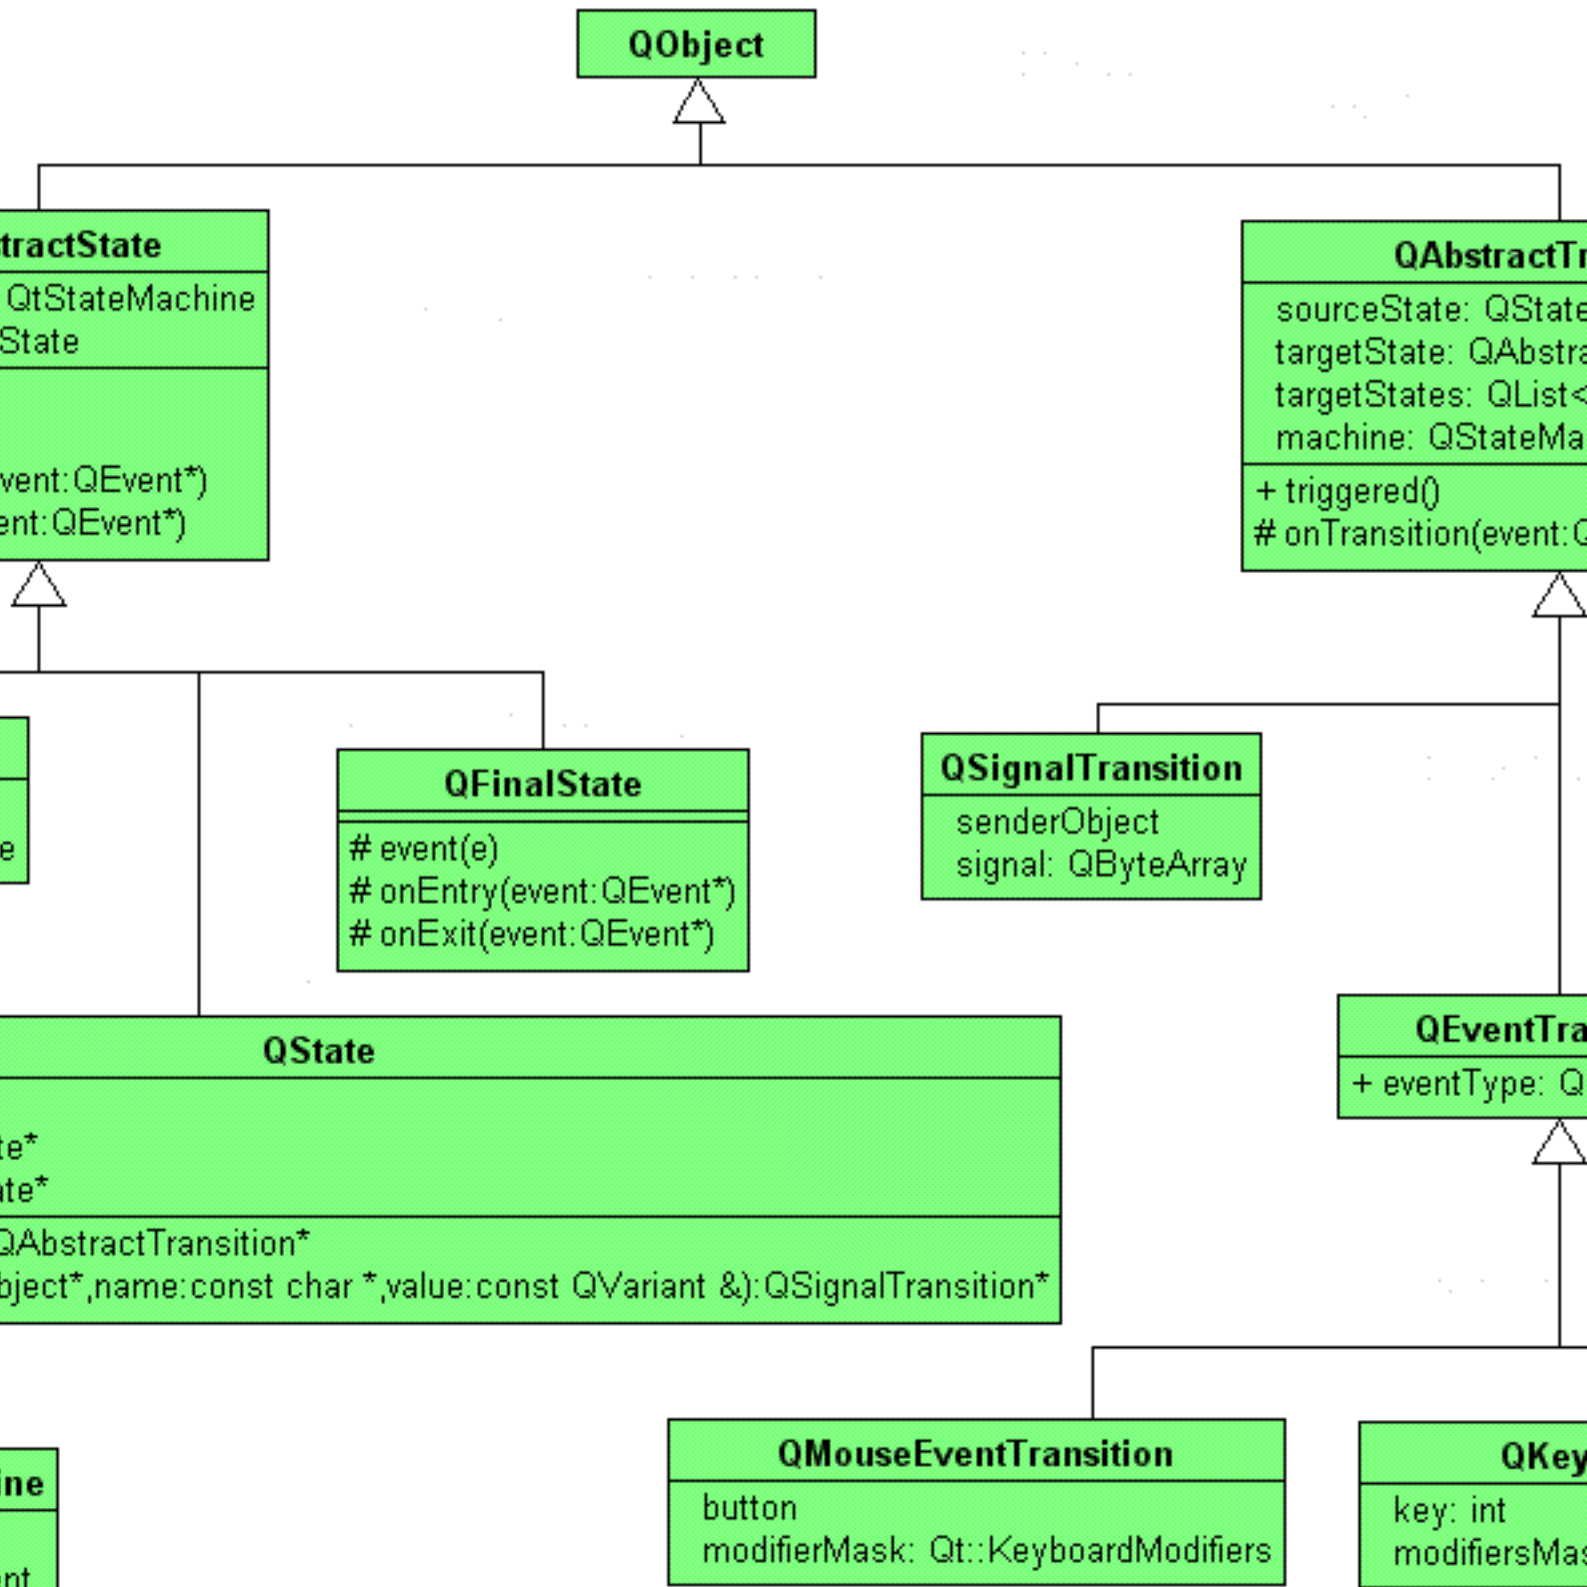 QObject
tractState
QtStateMachine
State
vent:QEvent*)
ent:QEvent*)
QAbstractTr
sourceState: QState
targetState: QAbstra
targetStates: QList<
machine: QStateMa
+ triggered()
# onTransition(event:Q
QFinalState
# event(e)
# onEntry(event:QEvent*)
# onExit(event:QEvent*)
QSignalTransition
senderObject
signal: QByteArray
e
QState
te*
ate*
QAbstractTransition*
bject*,name:const char *,value:const QVariant &):QSignalTransition*
QEventTra
+ eventType: Q
QMouseEventTransition
button
modifierMask: Qt::KeyboardModifiers
QKey
key: int
modifiersMas
ine
ent